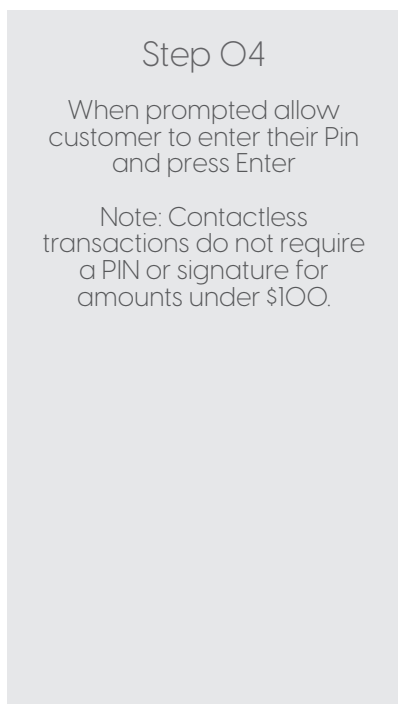 Step 04
When prompted allow
customer to enter their Pin
and press Enter
Note: Contactless
transactions do not require
a PIN or signature for
amounts under $100.